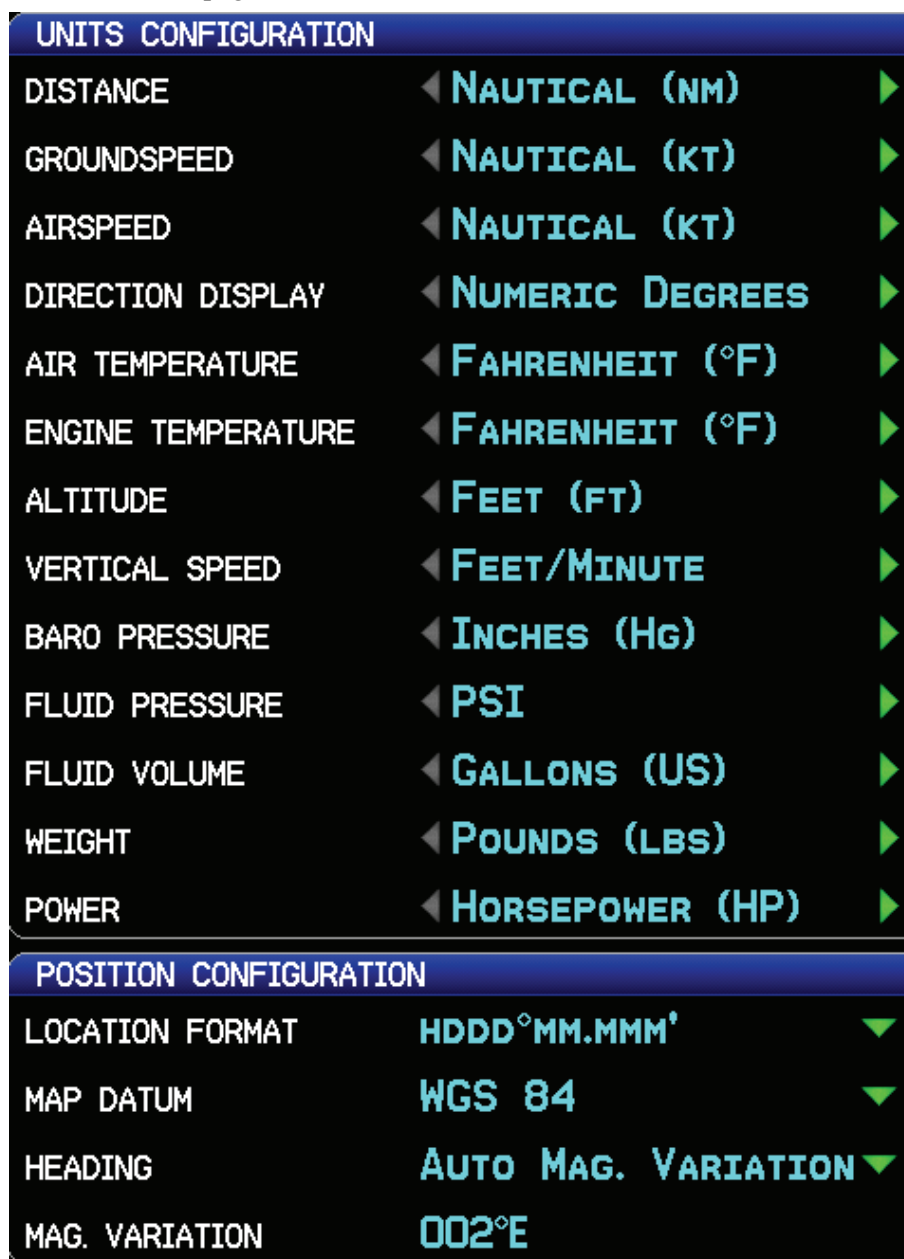 UNITS CONFIGURATION
DISTANCE NAUTICAL (NM)
GROUNDSPEED NAUTICAL (KT)
AIRSPEED NAUTICAL (KT)
DIRECTION DISPLAY NUMERIC DEGREES
AIR TEMPERATURE FAHRENHEIT (°F)
ENGINE TEMPERATURE FAHRENHEIT (°F)
ALTITUDE FEET (FT)
VERTICAL SPEED FEET/MINUTE
BARO PRESSURE INCHES (HG)
FLUID PRESSURE PSI
FLUID VOLUME GALLONS (US)
WEIGHT POUNDS (LBS)
POWER HORSEPOWER (HP)
POSITION CONFIGURATION
LOCATION FORMAT HDDD°MM.MMM'
MAP DATUM WGS 84
HEADING AUTO MAG. VARIATION
MAG. VARIATION 002°E